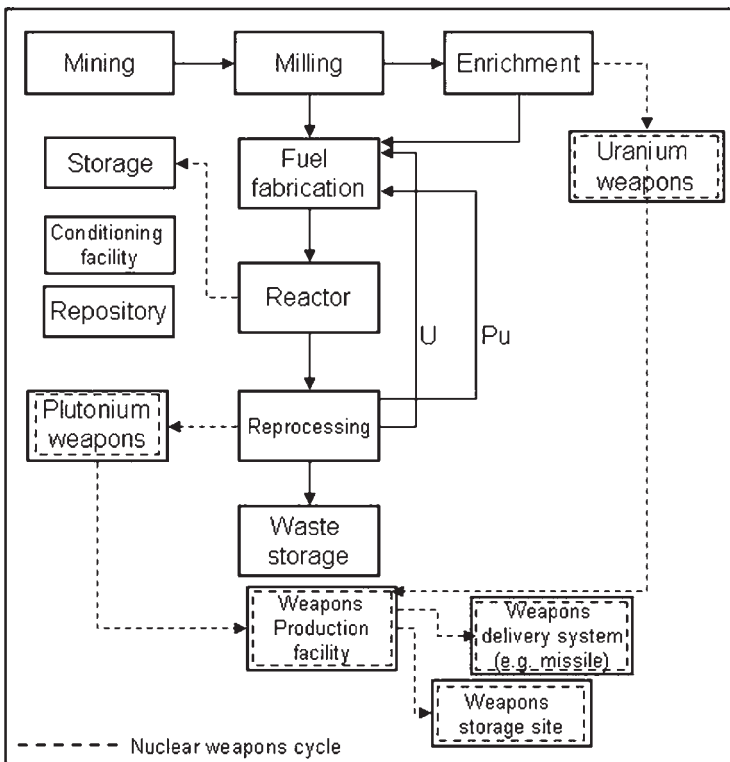 Mining
Milling
Enrichment
Storage
Fuel
fabrication
Uranium
weapons
Conditioning
facility
Repository
Reactor
U
Pu
Plutonium
weapons
Reprocessing
Waste
storage
Weapons
Production
facility
Weapons
delivery system
(e.g. missile)
Weapons
storage site
Nuclear weapons cycle